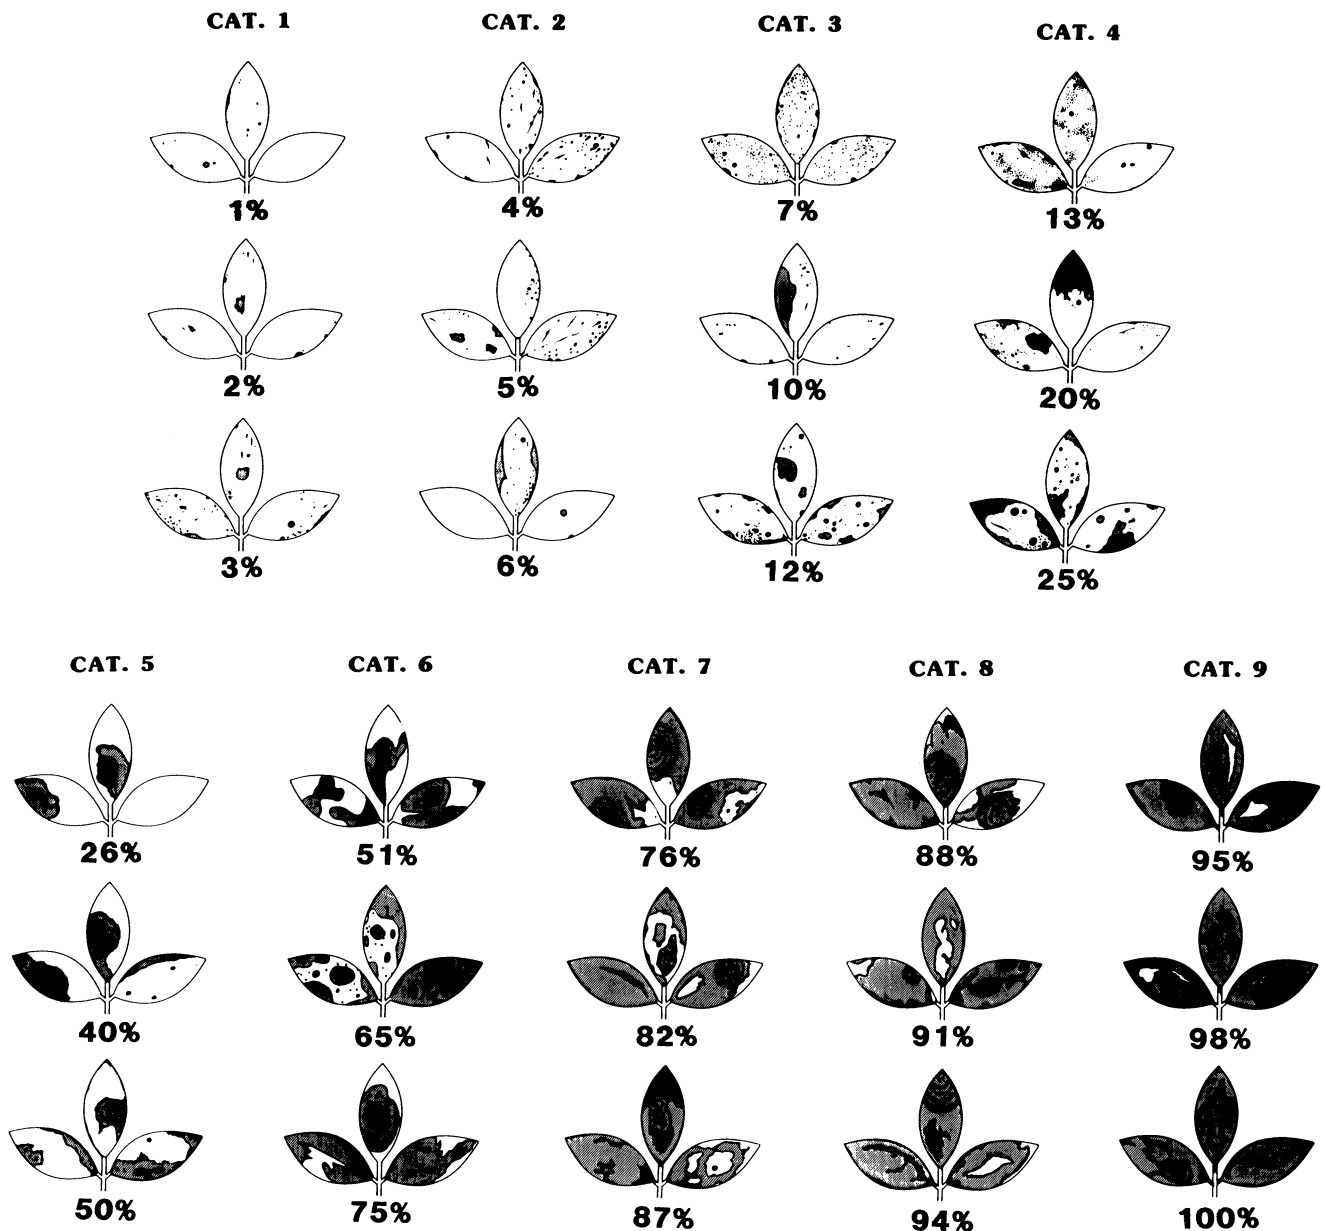 CAT. 1 CAT. 2 CAT. 3 CAT. 4
1% 4% 7% 13%
2% 5% 10% 20%
3% 6% 12% 25%
CAT. 5 CAT. 6 CAT. 7 CAT. 8 CAT. 9
26% 51% 76% 88% 95%
40% 65% 82% 91% 98%
50% 75% 87% 94% 100%